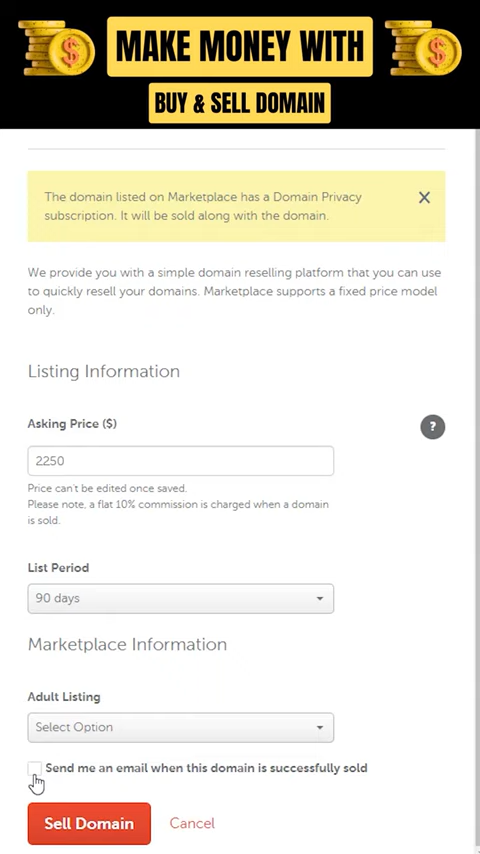 MAKE MONEY WITH
BUY & SELL DOMAIN
The domain listed on Marketplace has a Domain Privacy
subscription. It will be sold along with the domain.
We provide you with a simple domain reselling platform that you can use
to quickly resell your domains. Marketplace supports a fixed price model
only.
Listing Information
Asking Price ($)
?
2250
Price can't be edited once saved.
Please note, a flat 10% commission is charged when a domain
is sold.
List Period
90 days
Marketplace Information
Adult Listing
Select Option
Send me an email when this domain is successfully sold
Sell Domain
Cancel